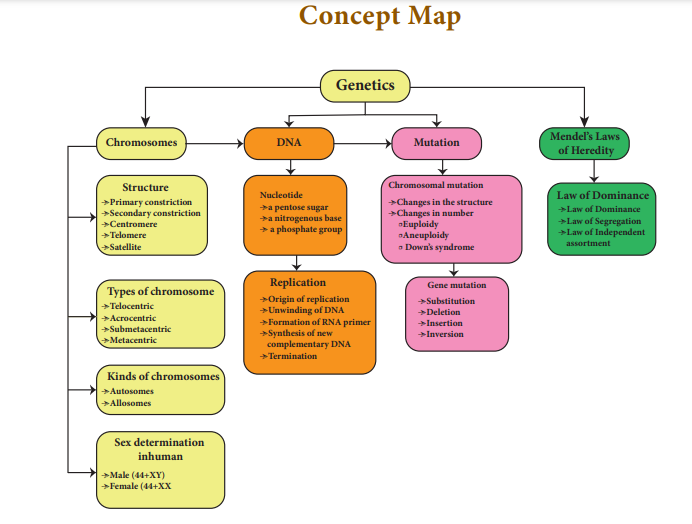 Concept Map
Genetics
Chromosomes
DNA
Mutation
Mendel's Laws
of Heredity
Structure
→Primary constriction
→Secondary constriction
→Centromere
→Telomere
→Satellite
Types of chromosome
→Telocentric
→Acrocentric
→Submetacentric
→Metacentric
Kinds of chromosomes
→Autosomes
→Allosomes
Sex determination
inhuman
→Male (44+XY)
→Female (44+XX
Nucleotide
→a pentose sugar
→a nitrogenous base
→ a phosphate group
Replication
→Origin of replication
→Unwinding of DNA
→Formation of RNA primer
→Synthesis of new
complementary DNA
→Termination
Chromosomal mutation
→Changes in the structure
→Changes in number
▫Euploidy
▫Aneuploidy
▫ Down's syndrome
Gene mutation
→Substitution
→Deletion
→Insertion
→Inversion
Law of Dominance
→Law of Dominance
→Law of Segregation
→Law of Independent
assortment